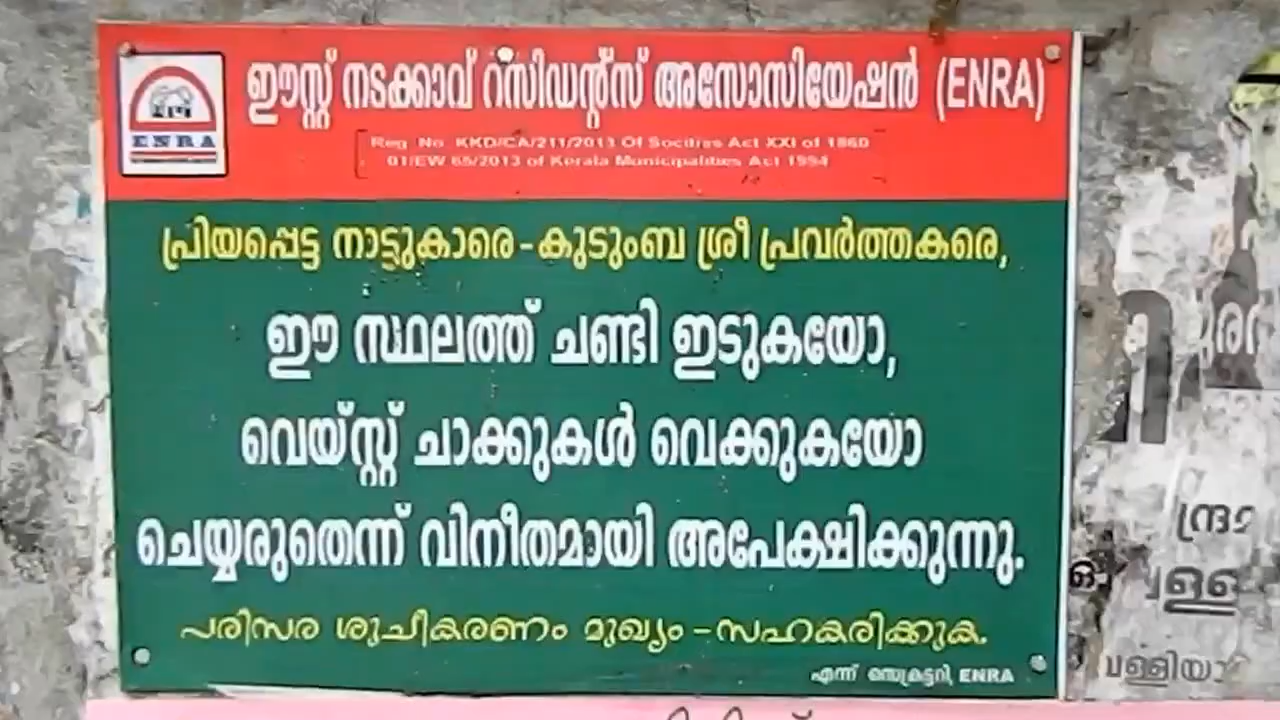 ഈസ്റ്റ് നടക്കാവ് റസിഡന്റ്സ് അസോസിയേഷൻ (ENRA)
ENRA
Reg No. KKD/CA/211/2013 Of Socities Act XXI of 1860
01/EW 65/2013 of Kerala Municipalities Act 1994
പ്രിയപ്പെട്ട നാട്ടുകാരെ-കുടുംബ ശ്രീ പ്രവർത്തകരെ,
ഈ സ്ഥലത്ത് ചണ്ടി ഇടുകയോ,
വെയ്സ്റ്റ് ചാക്കുകൾ വെക്കുകയോ
ചെയ്യരുതെന്ന് വിനീതമായി അപേക്ഷിക്കുന്നു.
പരിസര ശുചീകരണം മുഖ്യം-സഹകരിക്കുക.
എന്ന് സെക്രട്ടറി, ENRA